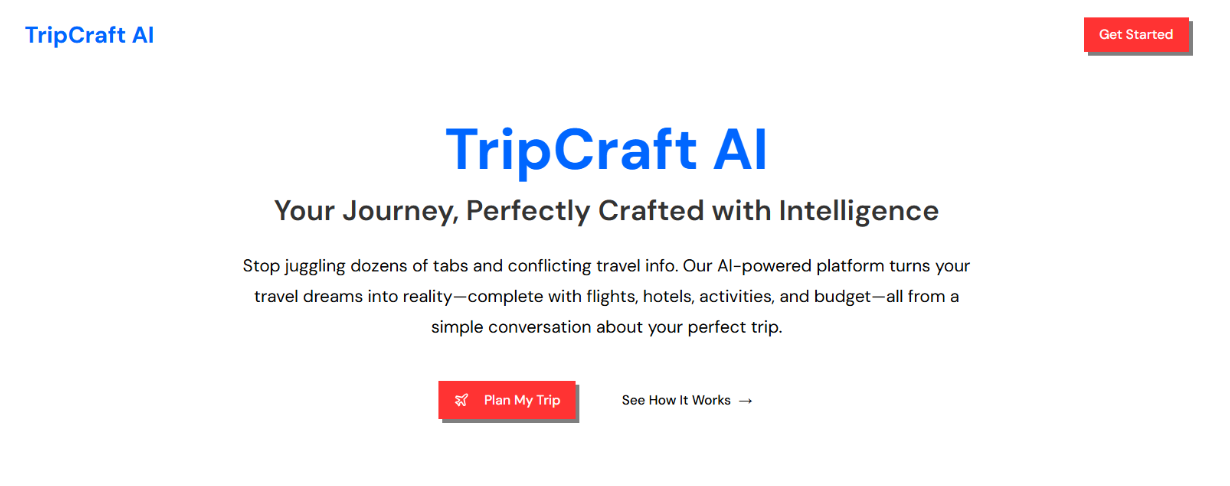 TripCraft AI
Get Started
TripCraft AI
Your Journey, Perfectly Crafted with Intelligence
Stop juggling dozens of tabs and conflicting travel info. Our AI-powered platform turns your
travel dreams into reality—complete with flights, hotels, activities, and budget—all from a
simple conversation about your perfect trip.
Plan My Trip
See How It Works →